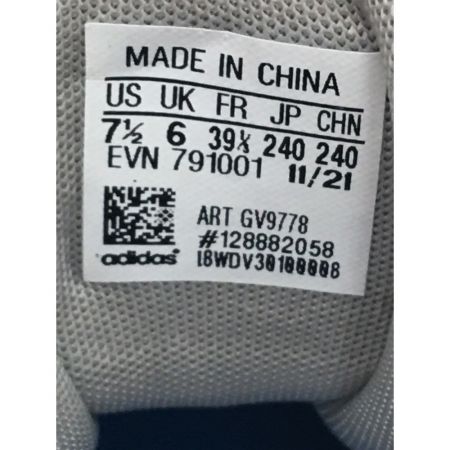 MADE IN CHINA
US UK FR JP CHN
7½ 6 39⅓ 240 240
EVN 791001 11/21
ART GV9778
#128882058
adidas I8WDV30100008